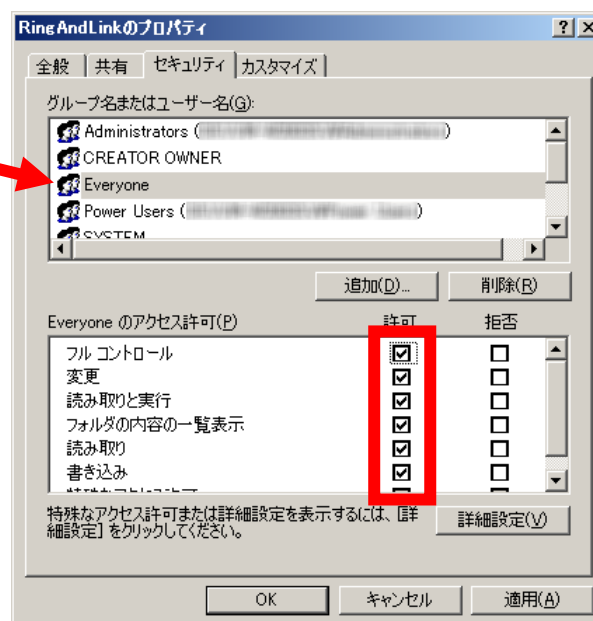 RingAndLinkのプロパティ
全般 共有 セキュリティ カスタマイズ
グループ名またはユーザー名(G):
Administrators ( )
CREATOR OWNER
Everyone
Power Users ( )
SYSTEM
追加(D)... 削除(R)
Everyone のアクセス許可(P) 許可 拒否
フル コントロール
変更
読み取りと実行
フォルダの内容の一覧表示
読み取り
書き込み
特殊なアクセス許可または詳細設定を表示するには、[詳
細設定] をクリックしてください。
詳細設定(V)
OK キャンセル 適用(A)